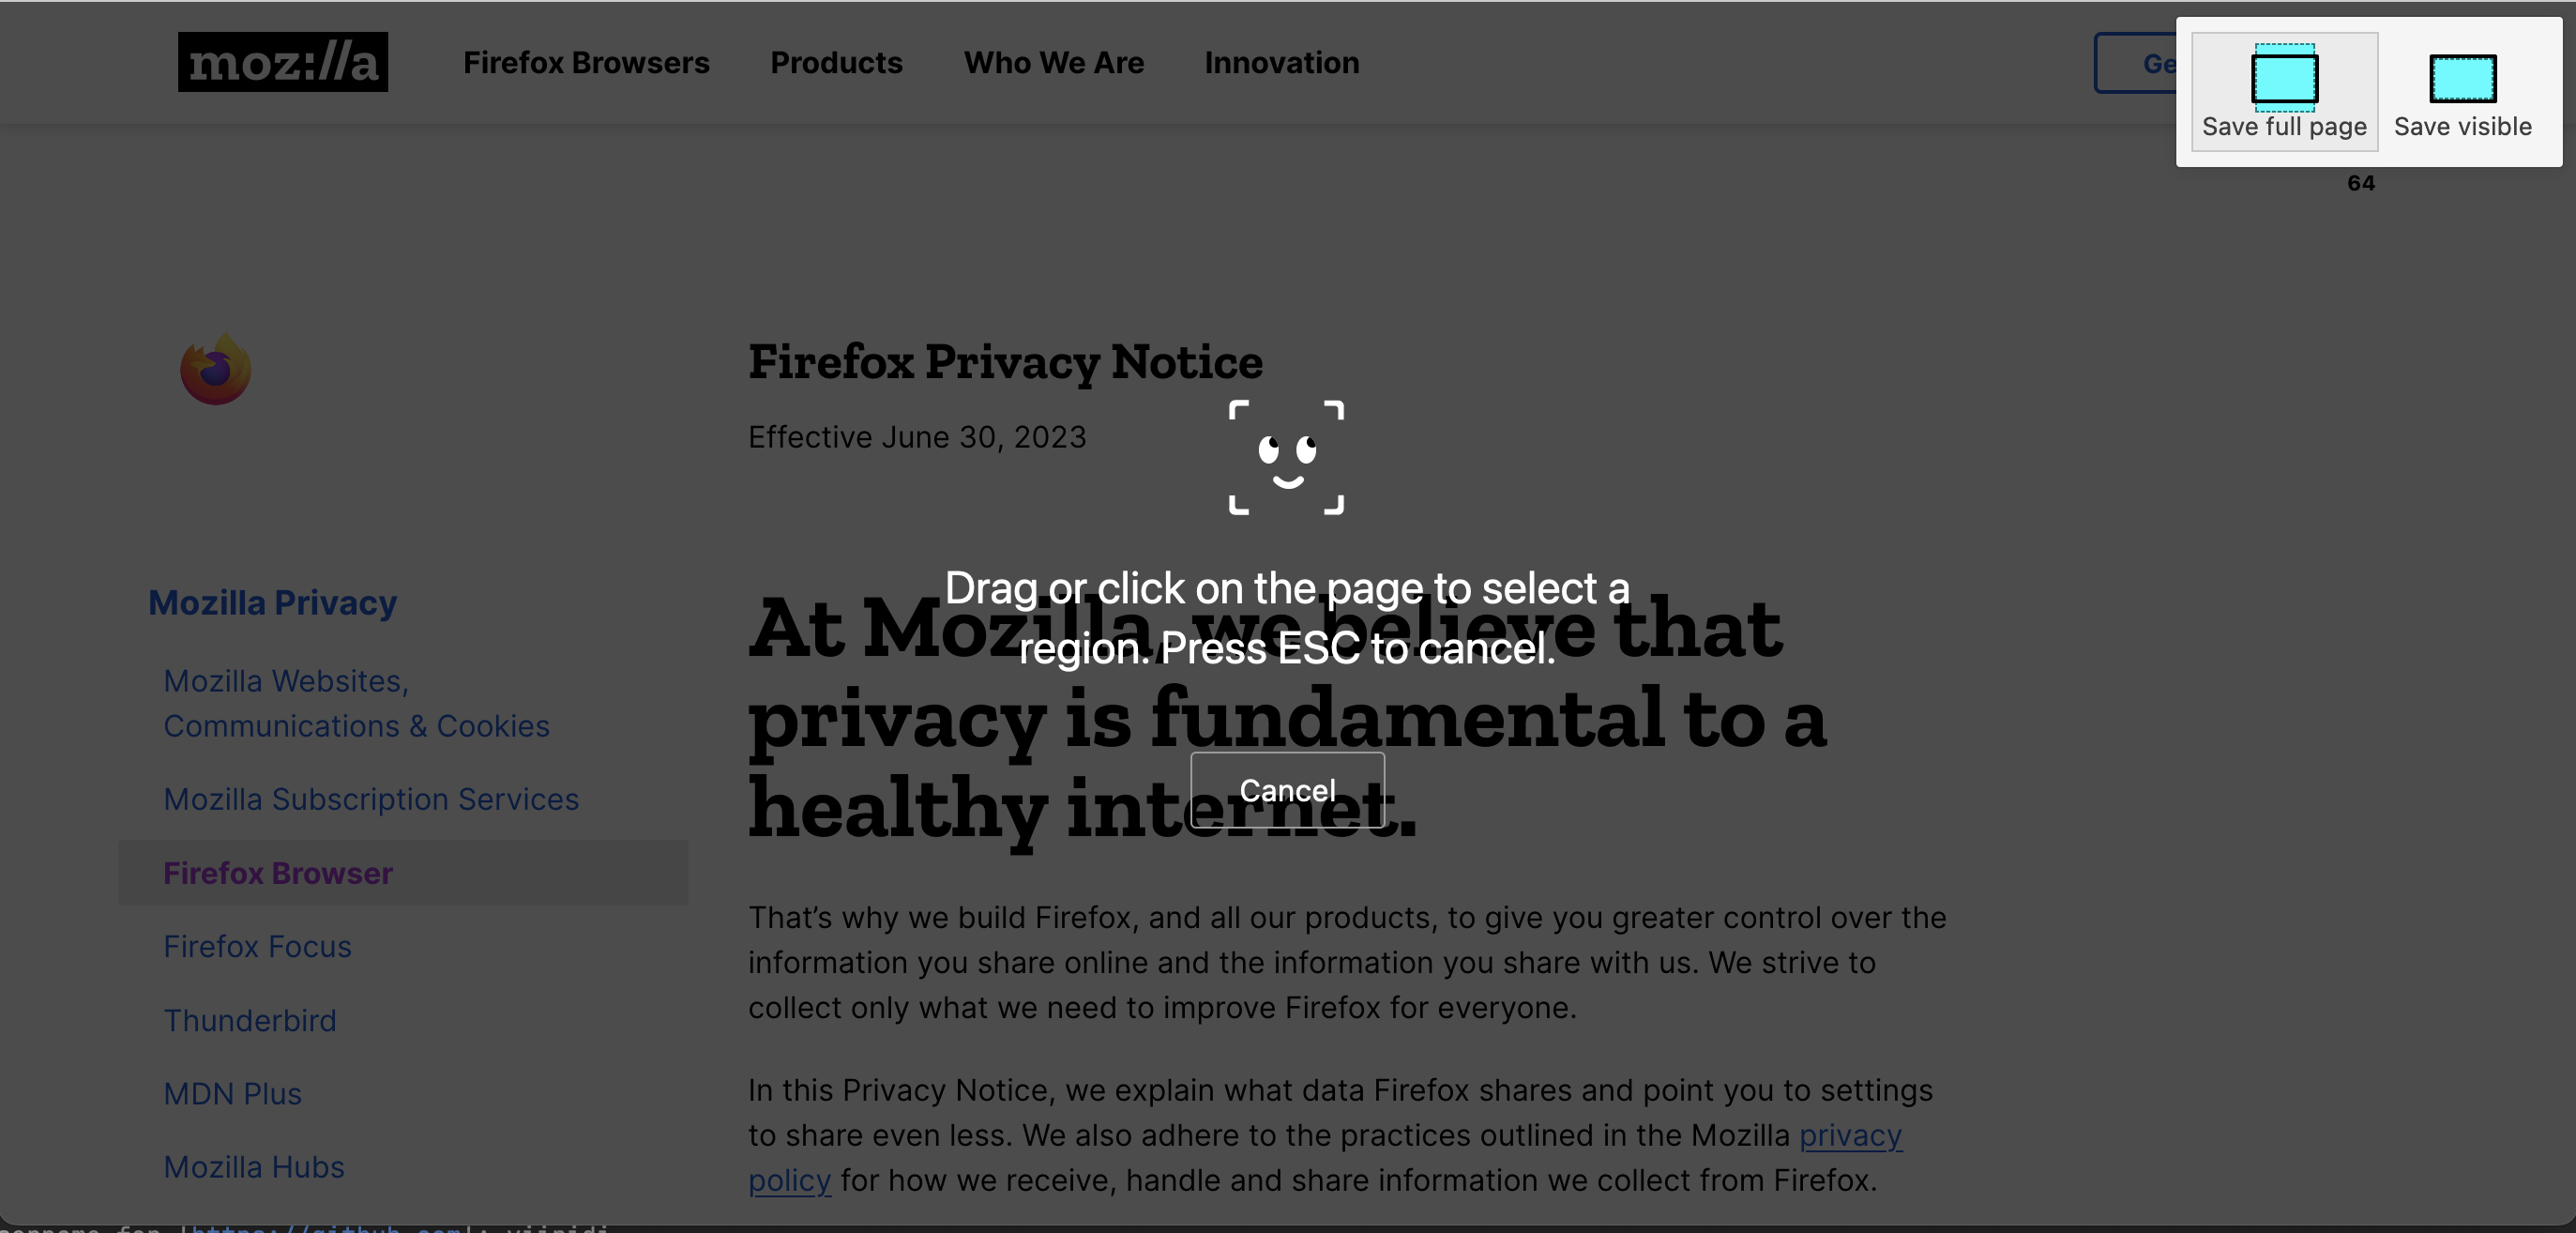 moz://a
Firefox Browsers
Products
Who We Are
Innovation
Ge
Save full page
Save visible
64
Firefox Privacy Notice
Effective June 30, 2023
Drag or click on the page to select a
region. Press ESC to cancel.
Cancel
Mozilla Privacy
Mozilla Websites,
Communications & Cookies
Mozilla Subscription Services
Firefox Browser
Firefox Focus
Thunderbird
MDN Plus
Mozilla Hubs
At Mozilla, we believe that
privacy is fundamental to a
healthy internet.
That’s why we build Firefox, and all our products, to give you greater control over the
information you share online and the information you share with us. We strive to
collect only what we need to improve Firefox for everyone.
In this Privacy Notice, we explain what data Firefox shares and point you to settings
to share even less. We also adhere to the practices outlined in the Mozilla privacy
policy for how we receive, handle and share information we collect from Firefox.